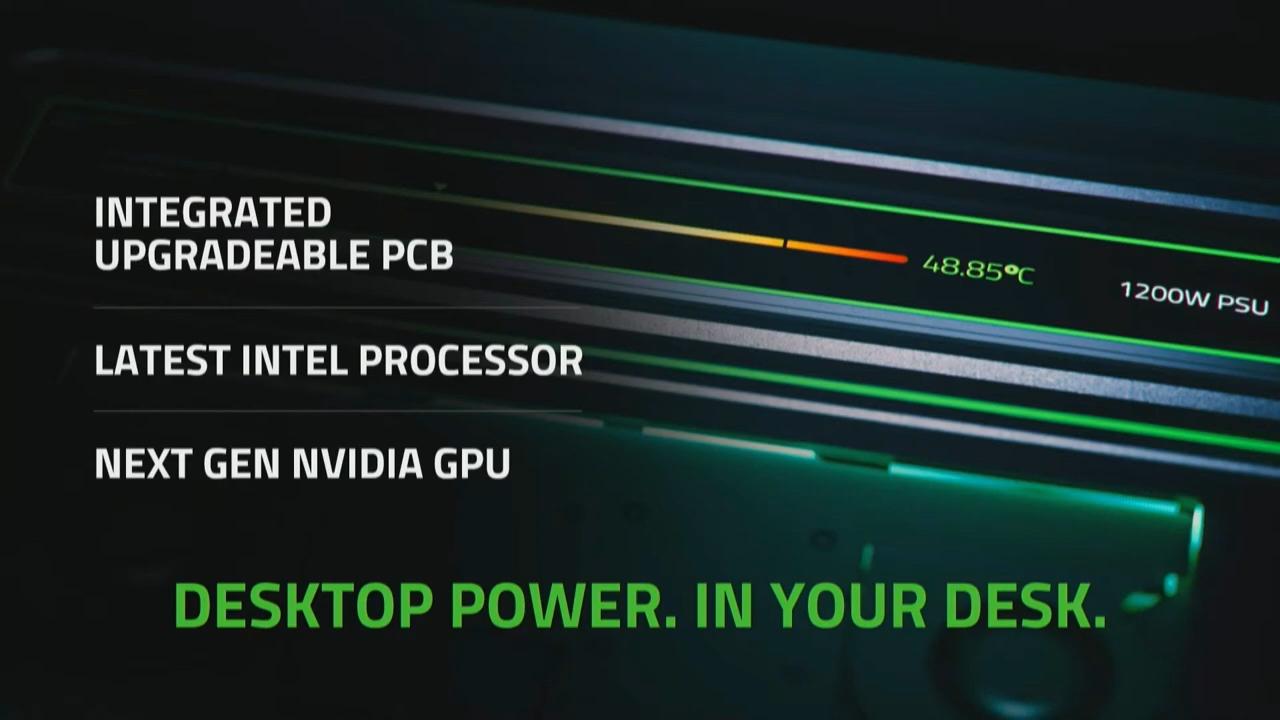 INTEGRATED
UPGRADEABLE PCB
48.85°C
1200W PSU
LATEST INTEL PROCESSOR
NEXT GEN NVIDIA GPU
DESKTOP POWER. IN YOUR DESK.